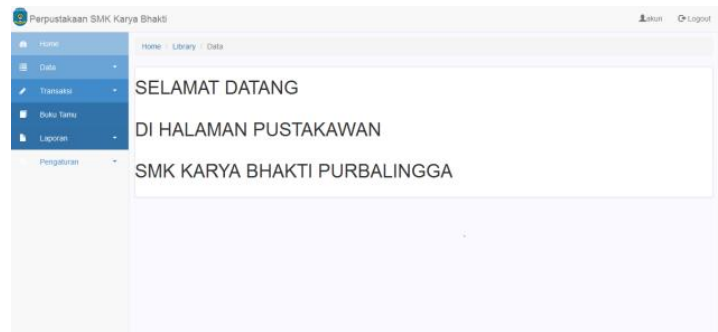 Perpustakaan SMK Karya Bhakti
akun Logout
Home
Home / Library / Data
Data
Transaksi
Buku Tamu
Laporan
Pengaturan
SELAMAT DATANG
DI HALAMAN PUSTAKAWAN
SMK KARYA BHAKTI PURBALINGGA